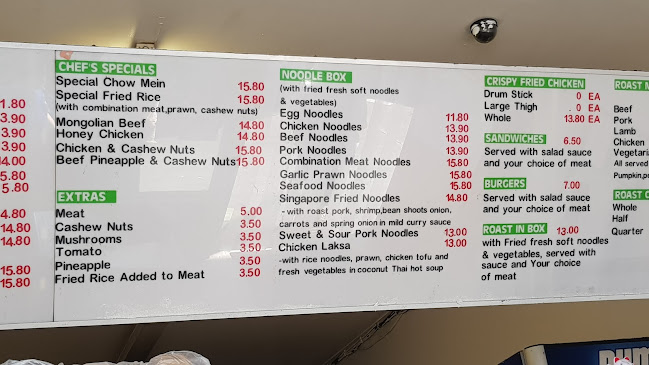 1.80
3.90
3.90
3.90
14.00
5.80
5.80
4.80
14.80
14.80
15.80
15.80
CHEF'S SPECIALS
Special Chow Mein 15.80
Special Fried Rice 15.80
(with combination meat,prawn, cashew nuts)
Mongolian Beef 14.80
Honey Chicken 14.80
Chicken & Cashew Nuts 15.80
Beef Pineapple & Cashew Nuts 15.80
EXTRAS
Meat 5.00
Cashew Nuts 3.50
Mushrooms 3.50
Tomato 3.50
Pineapple 3.50
Fried Rice Added to Meat 3.50
NOODLE BOX
(with fried fresh soft noodles
& vegetables)
Egg Noodles 11.80
Chicken Noodles 13.90
Beef Noodles 13.90
Pork Noodles 13.90
Combination Meat Noodles 15.80
Garlic Prawn Noodles 15.80
Seafood Noodles 15.80
Singapore Fried Noodles 14.80
- with roast pork, shrimp,bean shoots onion,
carrots and spring onion in mild curry sauce
Sweet & Sour Pork Noodles 13.00
Chicken Laksa 13.00
-with rice noodles, prawn, chicken tofu and
fresh vegetables in coconut Thai hot soup
CRISPY FRIED CHICKEN
Drum Stick 0 EA
Large Thigh .0 EA
Whole 13.80 EA
SANDWICHES 6.50
Served with salad sauce
and your choice of meat
BURGERS 7.00
Served with salad sauce
and your choice of meat
ROAST IN BOX 13.00
with Fried fresh soft noodles
& vegetables, served with
sauce and Your choice
of meat
ROAST
Beef
Pork
Lamb
Chicken
Vegetari
All served
Pumpkin,p
ROAST
Whole
Half
Quarter